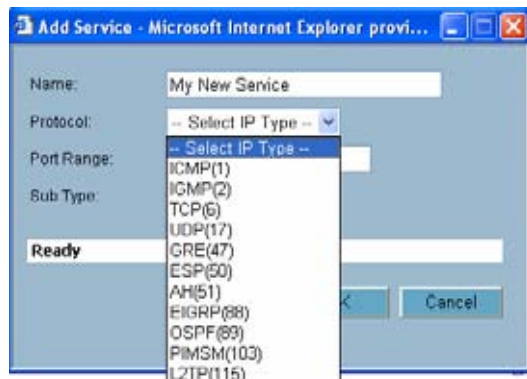 Add Service - Microsoft Internet Explorer provi...
Name: My New Service
Protocol: -- Select IP Type --
-- Select IP Type --
Port Range:
ICMP(1)
IGMP(2)
Sub Type:
TCP(6)
UDP(17)
Ready
GRE(47)
ESP(50)
AH(51)
Cancel
EIGRP(88)
OSPF(89)
PIMSM(103)
L2TP(115)